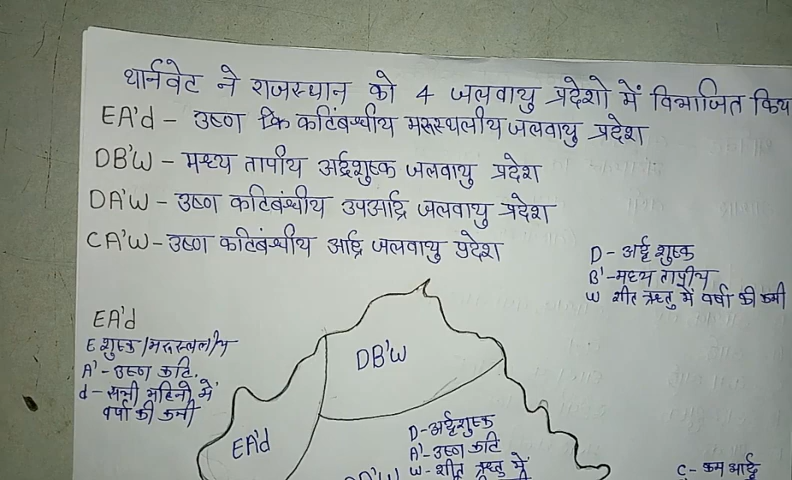 थार्नवेट ने राजस्थान को 4 जलवायु प्रदेशो में विभाजित किय
EA'd - उष्ण कटिबंधीय मरूस्थलीय जलवायु प्रदेश
DB'W - मध्य तापीय अर्द्रशुष्क जलवायु प्रदेश
DA'W - उष्ण कटिबंधीय उपआर्द्र जलवायु प्रदेश
CA'W - उष्ण कटिबंधीय आर्द्र जलवायु प्रदेश
D - अर्द्ध शुष्क
B' - मध्य तापीय
W शीत ऋतु में वर्षा की कमी
EA'd
E शुष्क/मरूस्थलीय
A' - उष्ण कटि.
d - सभी महिनो में
वर्षा की कमी
DB'W
EA'd
D - अर्द्धशुष्क
A' - उष्ण कटि
W - शीत ऋतु में
DA'W
C - कम आर्द्र